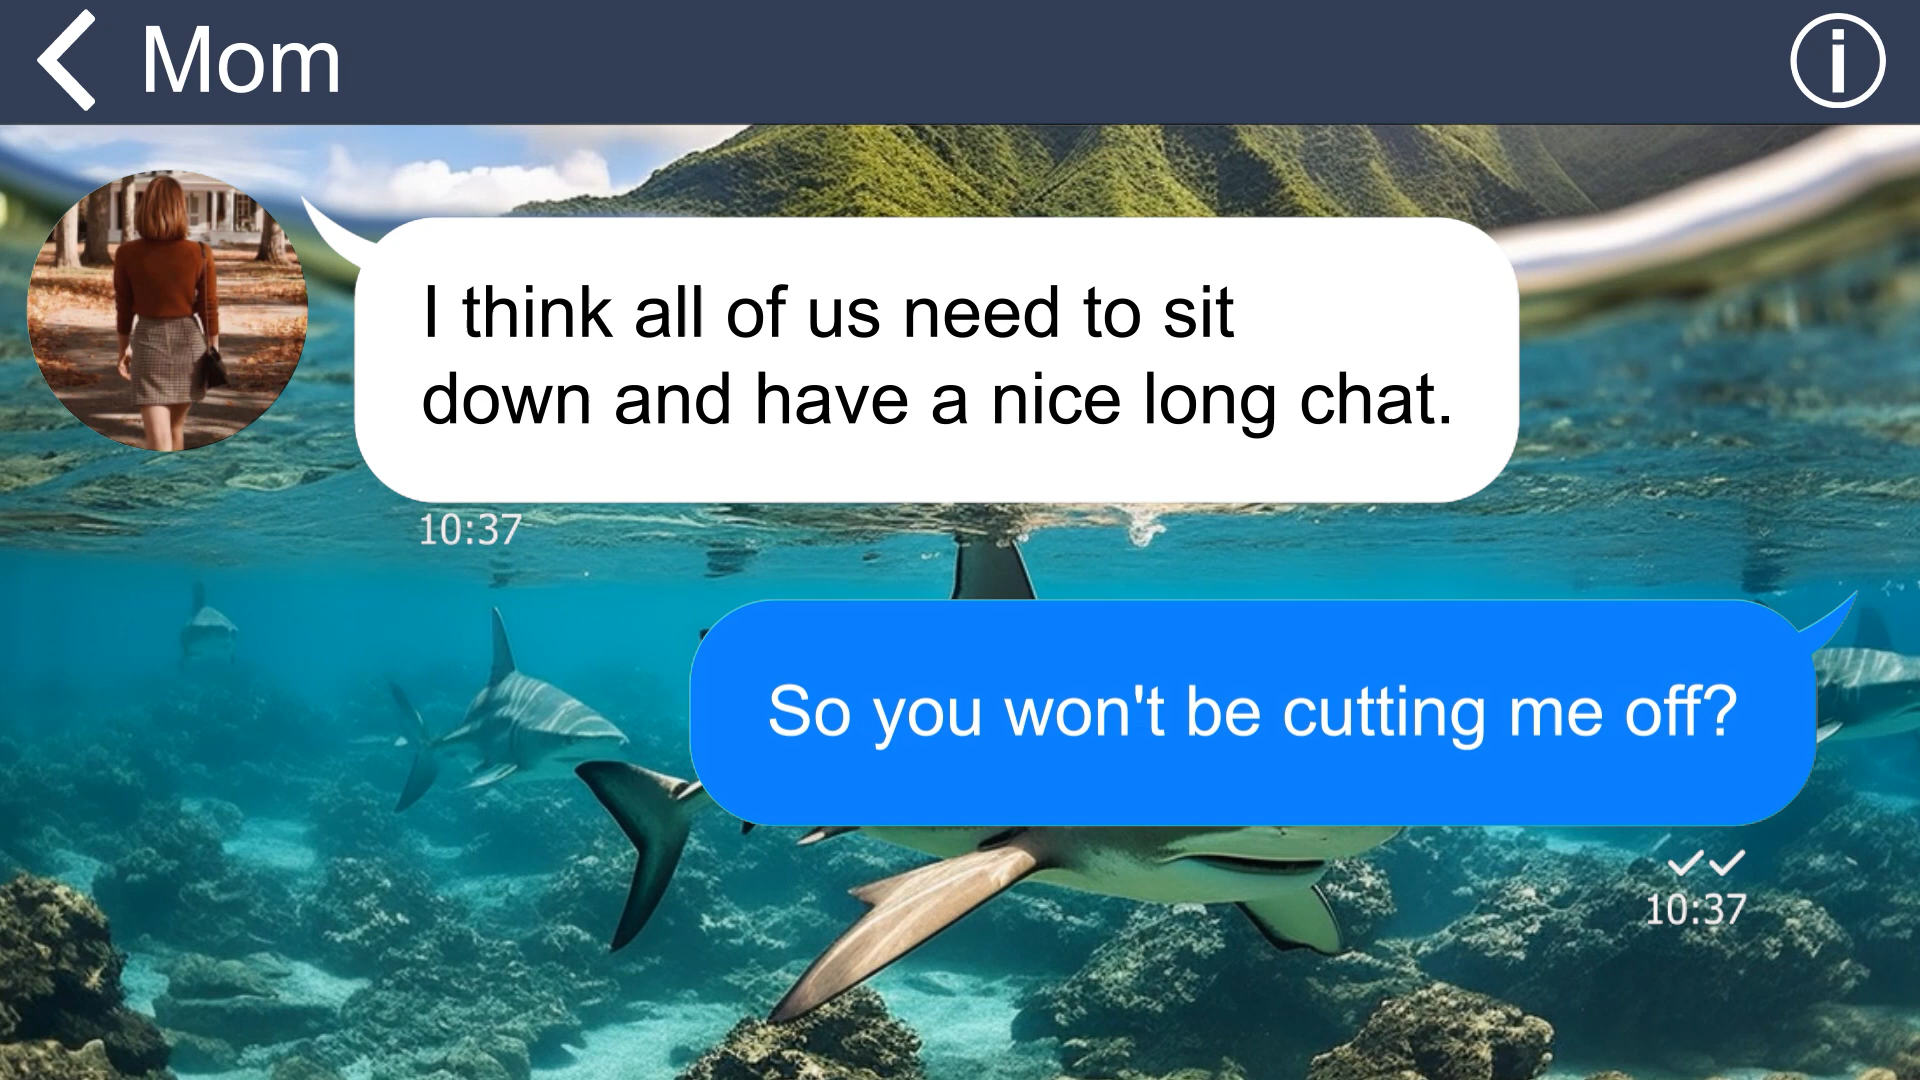 Mom
I think all of us need to sit
down and have a nice long chat.
10:37
So you won't be cutting me off?
10:37